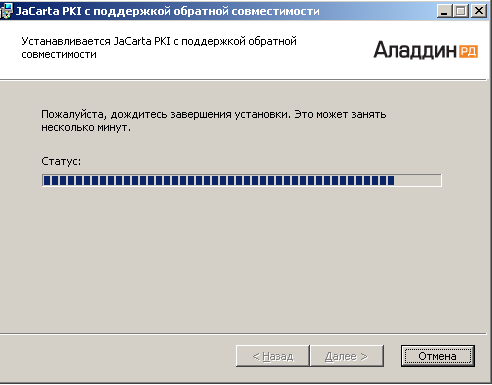 JaCarta PKI с поддержкой обратной совместимости
Устанавливается JaCarta PKI с поддержкой обратной
совместимости
Аладдин РД
Пожалуйста, дождитесь завершения установки. Это может занять
несколько минут.
Статус:
< Назад
Далее >
Отмена